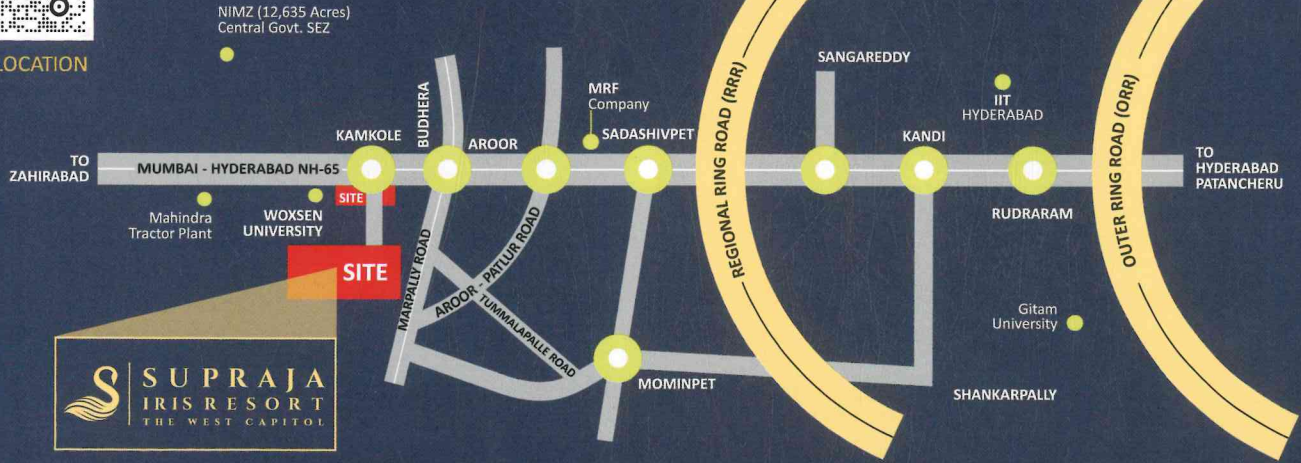 NIMZ (12,635 Acres)
Central Govt. SEZ
LOCATION
SANGAREDDY
BUDHERA
MRF
Company
IIT
HYDERABAD
REGIONAL RING ROAD (RRR)
OUTER RING ROAD (ORR)
KAMKOLE
AROOR
SADASHIVPET
KANDI
TO
ZAHIRABAD
MUMBAI - HYDERABAD NH-65
TO
HYDERABAD
PATANCHERU
SITE
Mahindra
Tractor Plant
WOXSEN
UNIVERSITY
RUDRARAM
SITE
MARPALLY ROAD
AROOR - PATLUR ROAD
TUMMALAPALLE ROAD
Gitam
University
MOMINPET
SHANKARPALLY
S
SUPRAJA
IRIS RESORT
THE WEST CAPITOL